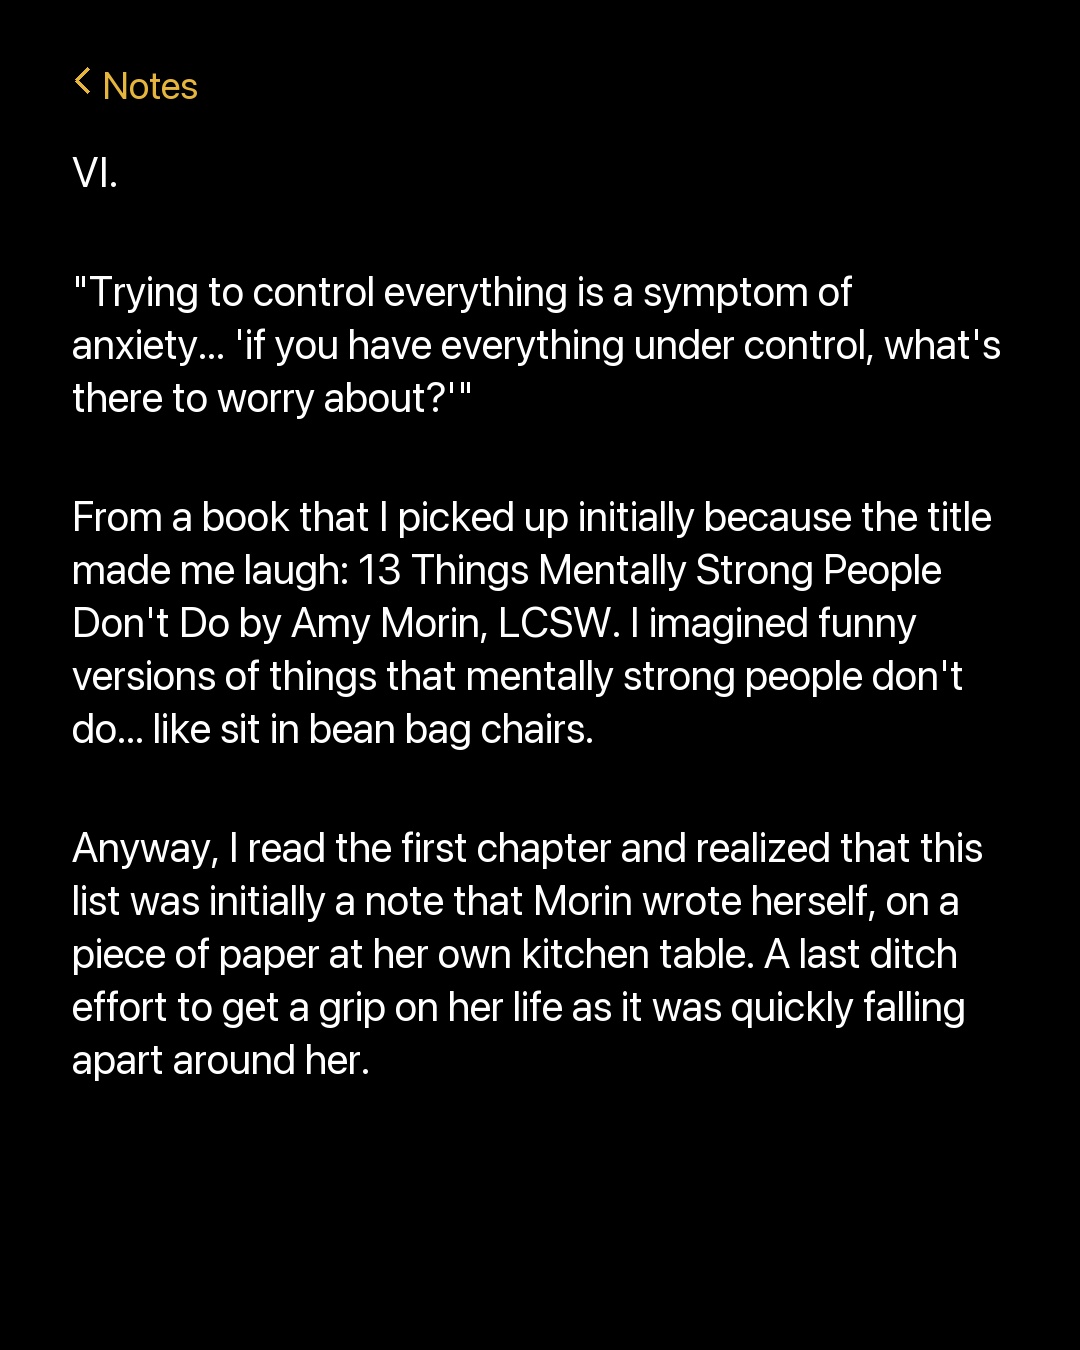 Notes
VI.
"Trying to control everything is a symptom of
anxiety... 'if you have everything under control, what's
there to worry about?'"
From a book that I picked up initially because the title
made me laugh: 13 Things Mentally Strong People
Don't Do by Amy Morin, LCSW. I imagined funny
versions of things that mentally strong people don't
do... like sit in bean bag chairs.
Anyway, I read the first chapter and realized that this
list was initially a note that Morin wrote herself, on a
piece of paper at her own kitchen table. A last ditch
effort to get a grip on her life as it was quickly falling
apart around her.